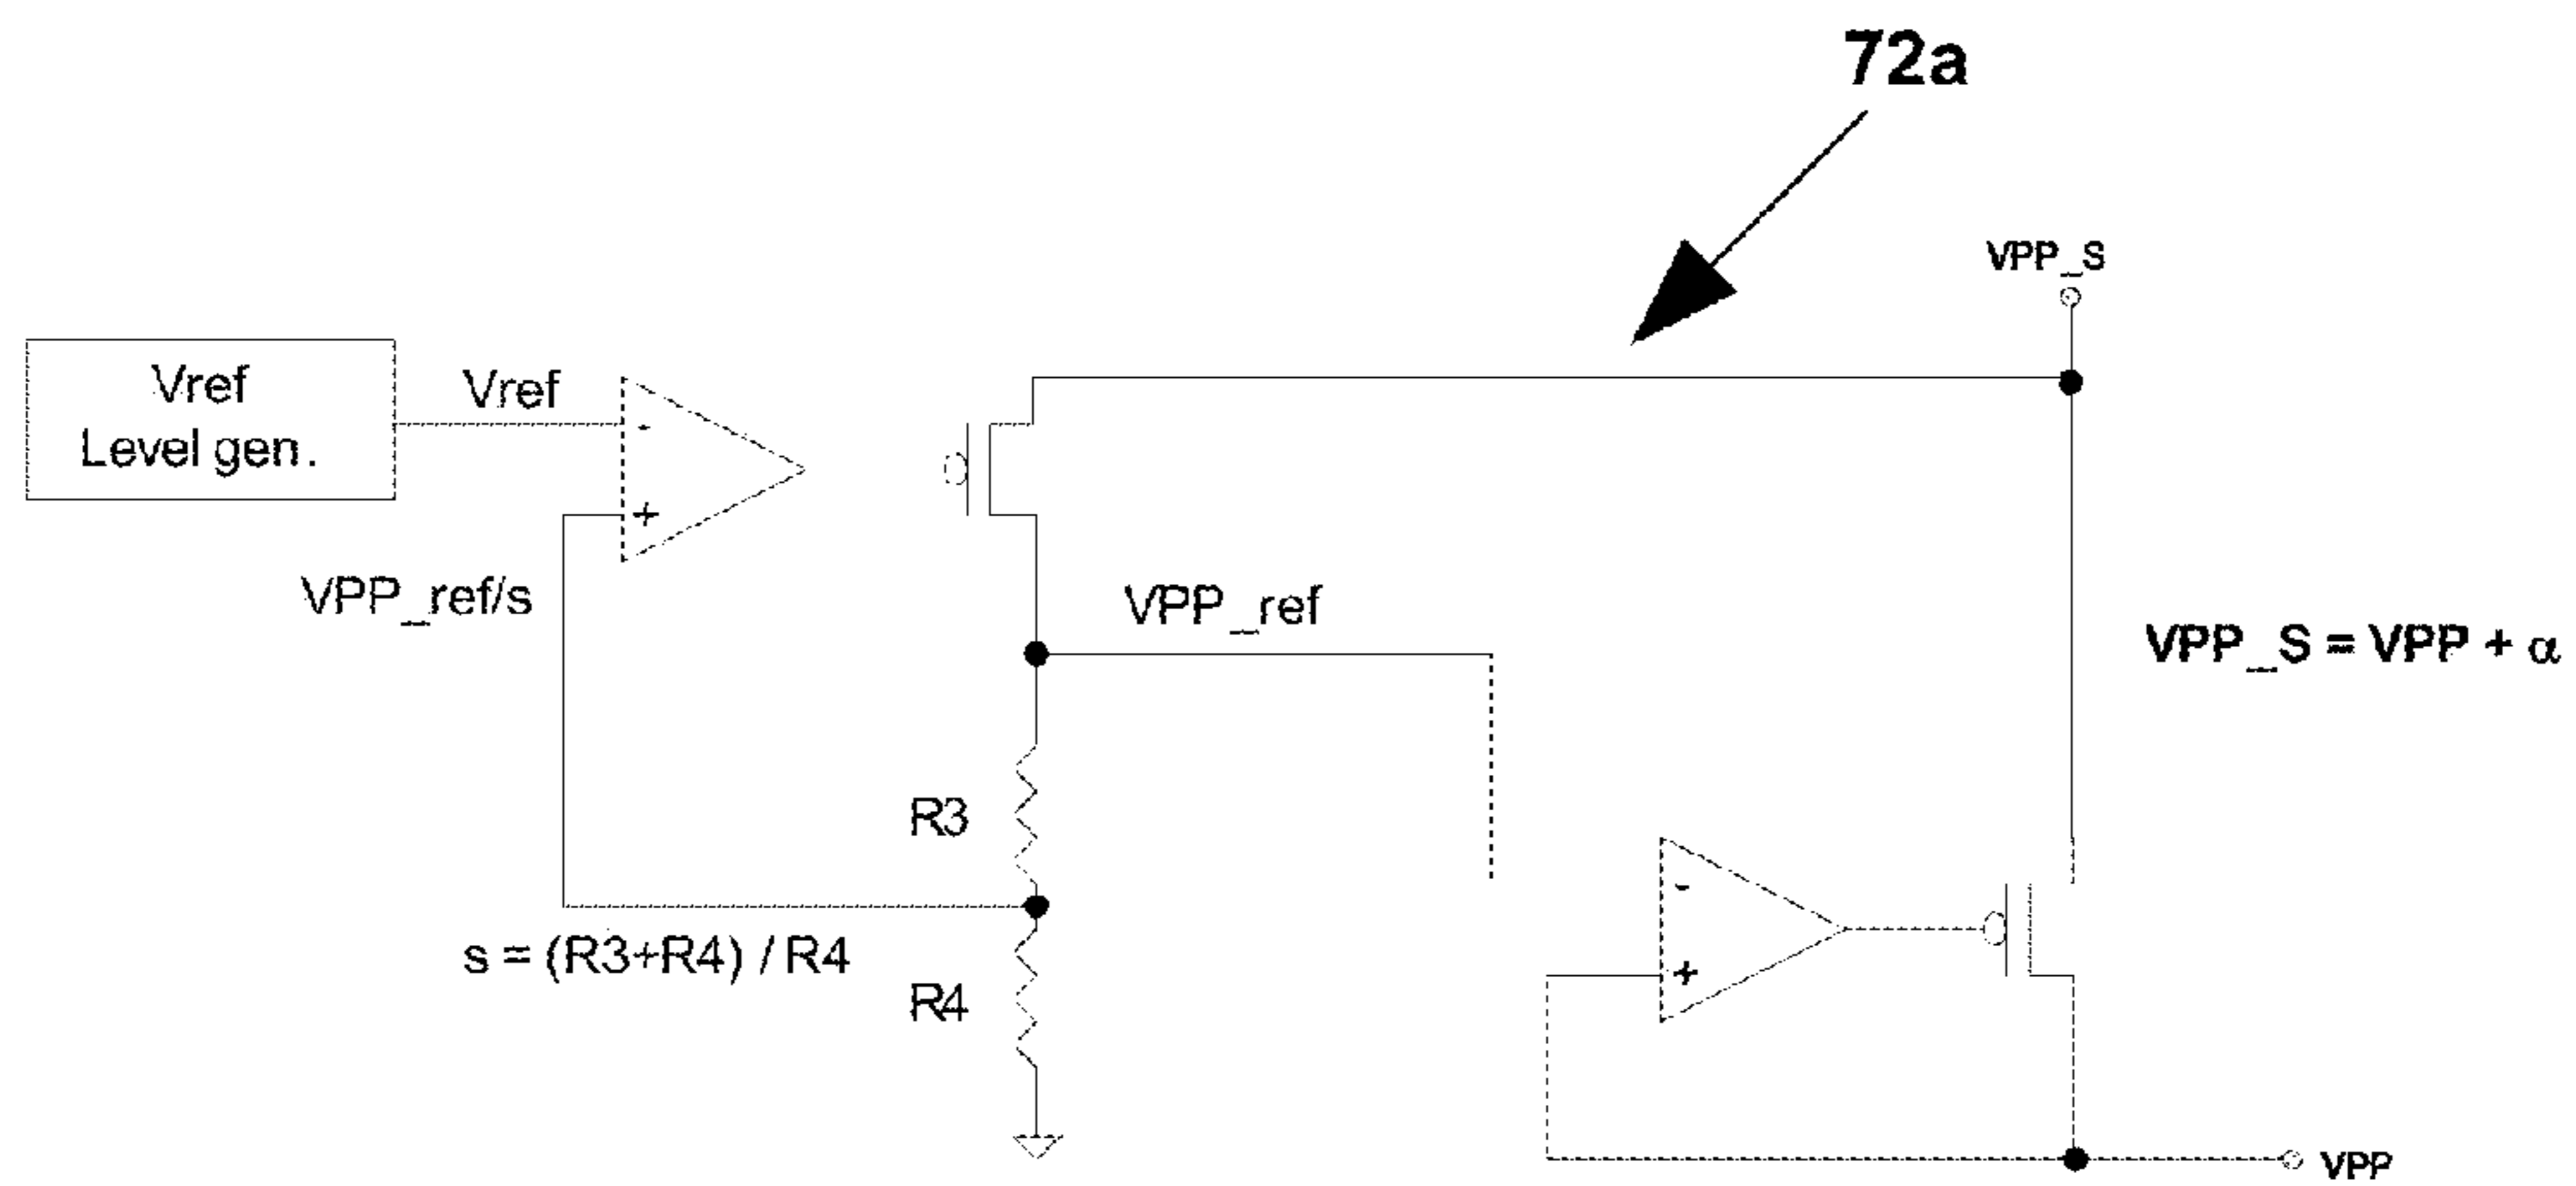 72a
VPP_S
Vref
Level gen.
Vref
-
+
VPP_ref/s
VPP_ref
VPP_S = VPP + α
R3
s = (R3+R4) / R4
R4
-
+
VPP